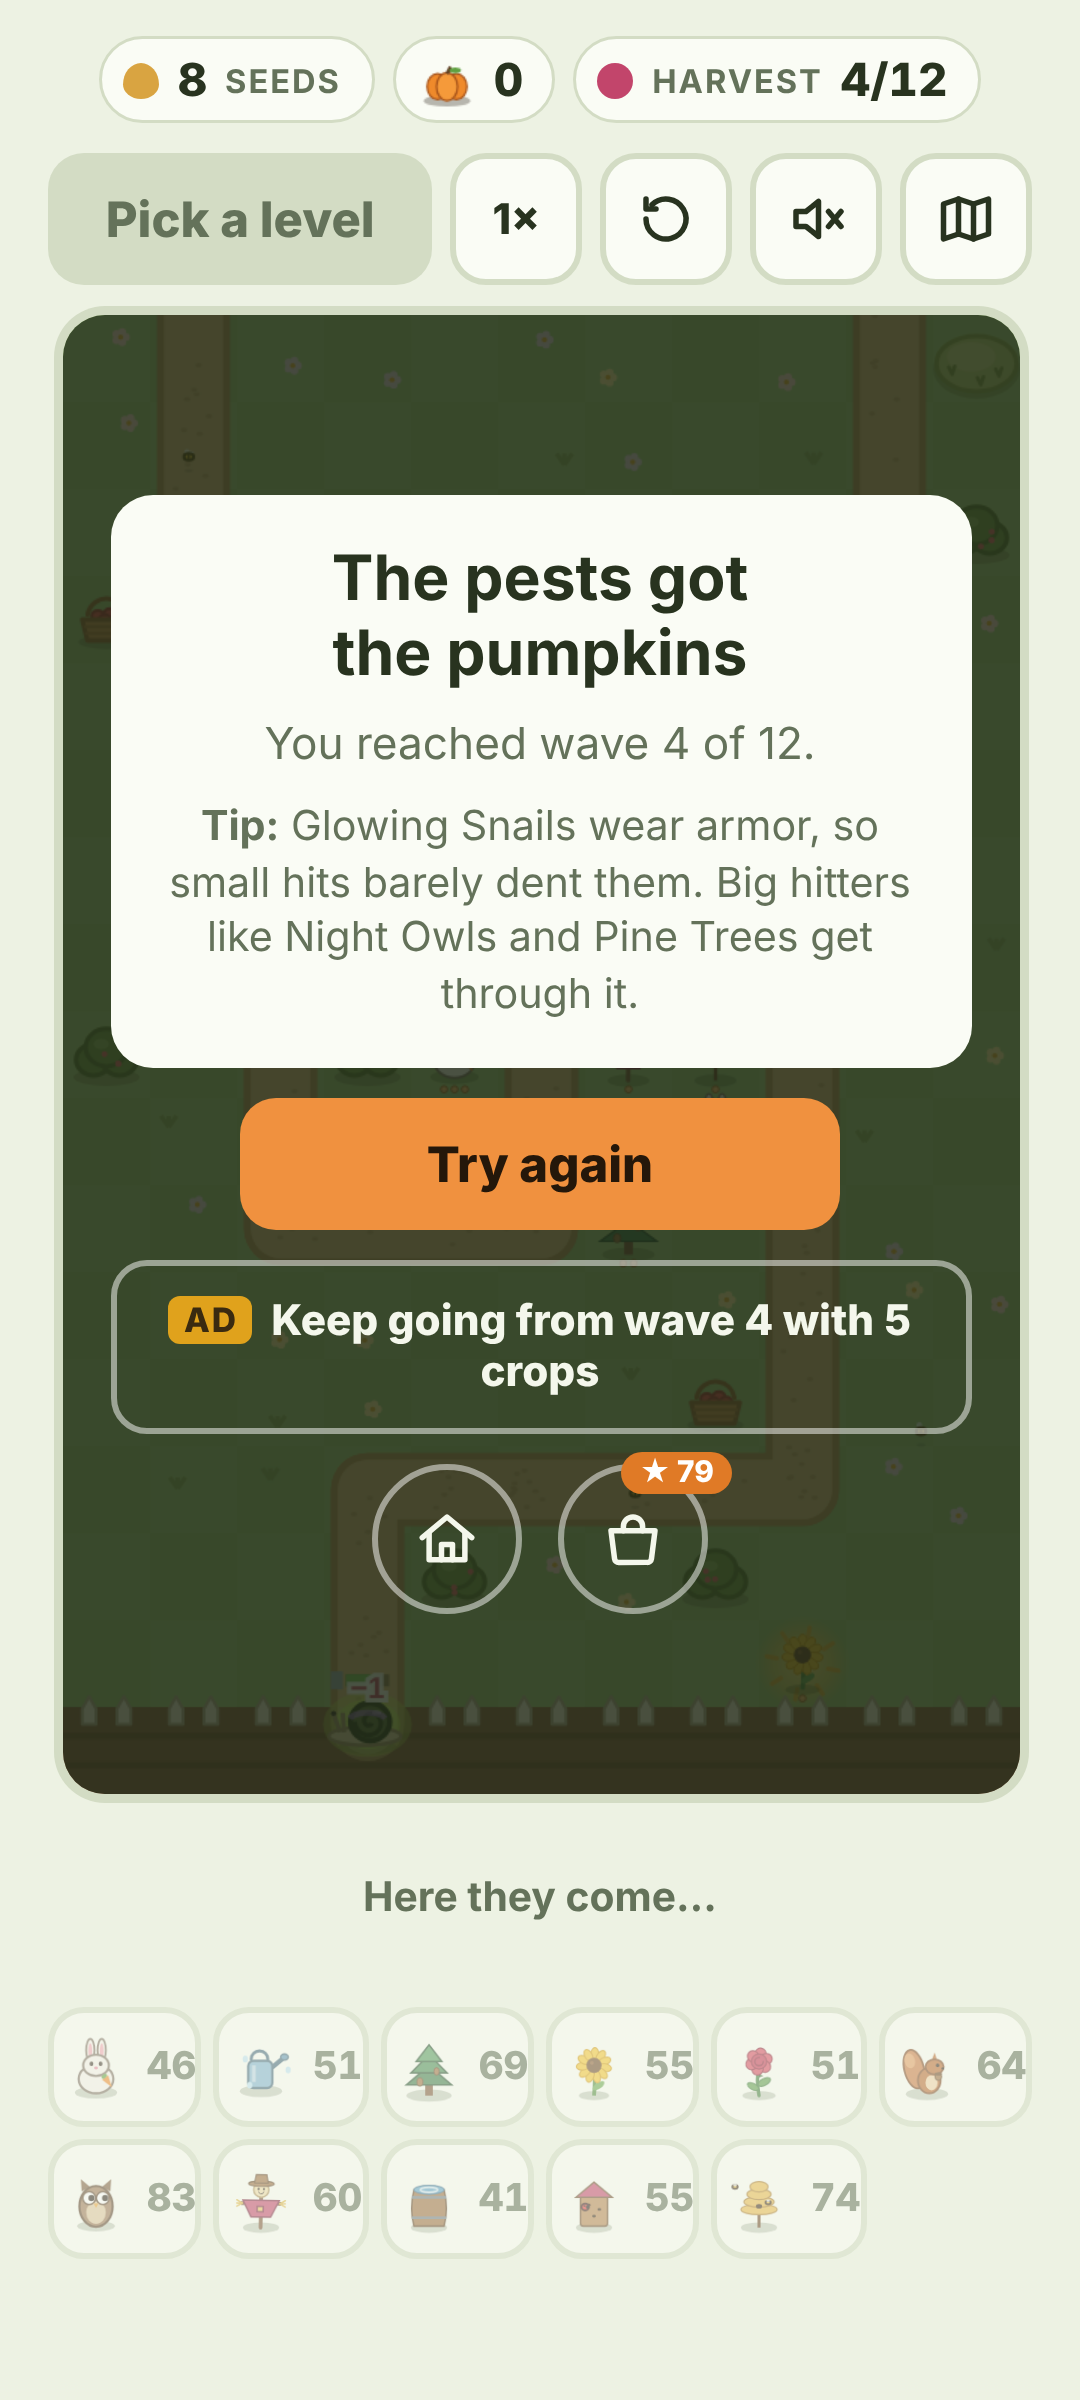 8 SEEDS 0 HARVEST 4/12
Pick a level 1×
The pests got
the pumpkins
You reached wave 4 of 12.
Tip: Glowing Snails wear armor, so
small hits barely dent them. Big hitters
like Night Owls and Pine Trees get
through it.
Try again
AD Keep going from wave 4 with 5
crops
★ 79
−1
Here they come...
46 51 69 55 51 64
83 60 41 55 74